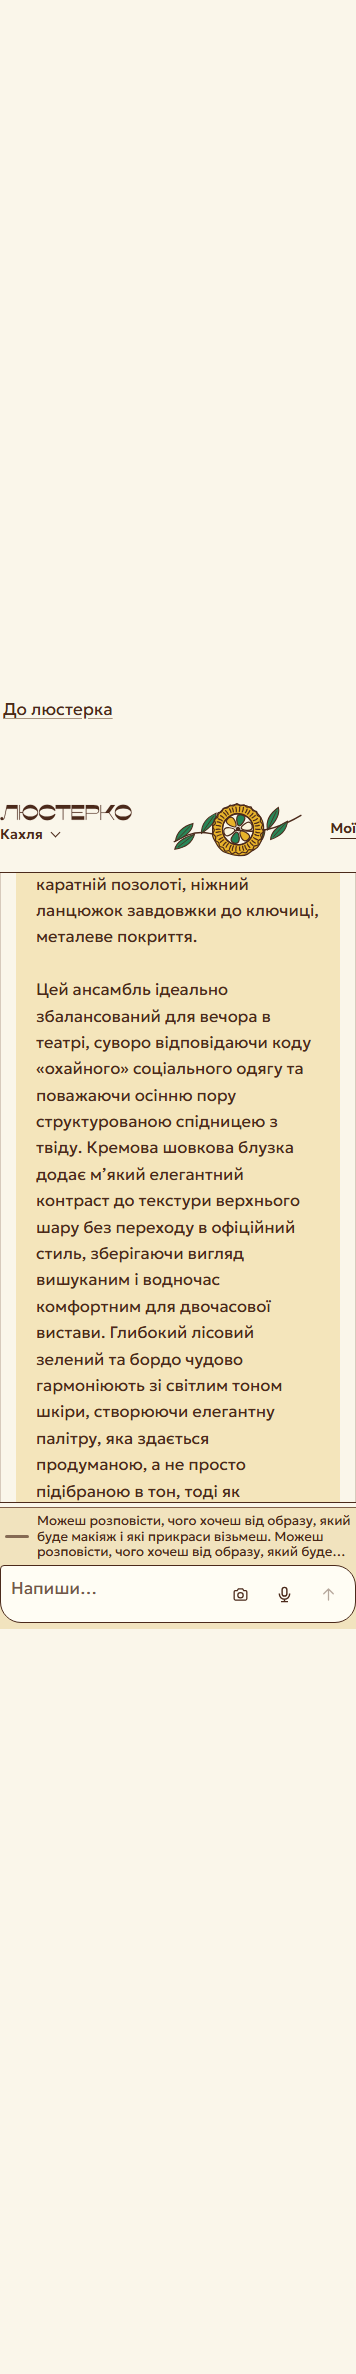 До люстерка
ЛЮСТЕРКО
Кахля
Мої
каратній позолоті, ніжний
ланцюжок завдовжки до ключиці,
металеве покриття.
Цей ансамбль ідеально
збалансований для вечора в
театрі, суворо відповідаючи коду
«охайного» соціального одягу та
поважаючи осінню пору
структурованою спідницею з
твіду. Кремова шовкова блузка
додає м’який елегантний
контраст до текстури верхнього
шару без переходу в офіційний
стиль, зберігаючи вигляд
вишуканим і водночас
комфортним для двочасової
вистави. Глибокий лісовий
зелений та бордо чудово
гармоніюють зі світлим тоном
шкіри, створюючи елегантну
палітру, яка здається
продуманою, а не просто
підібраною в тон, тоді як
Можеш розповісти, чого хочеш від образу, який
буде макіяж і які прикраси візьмеш. Можеш
розповісти, чого хочеш від образу, який буде…
Напиши…